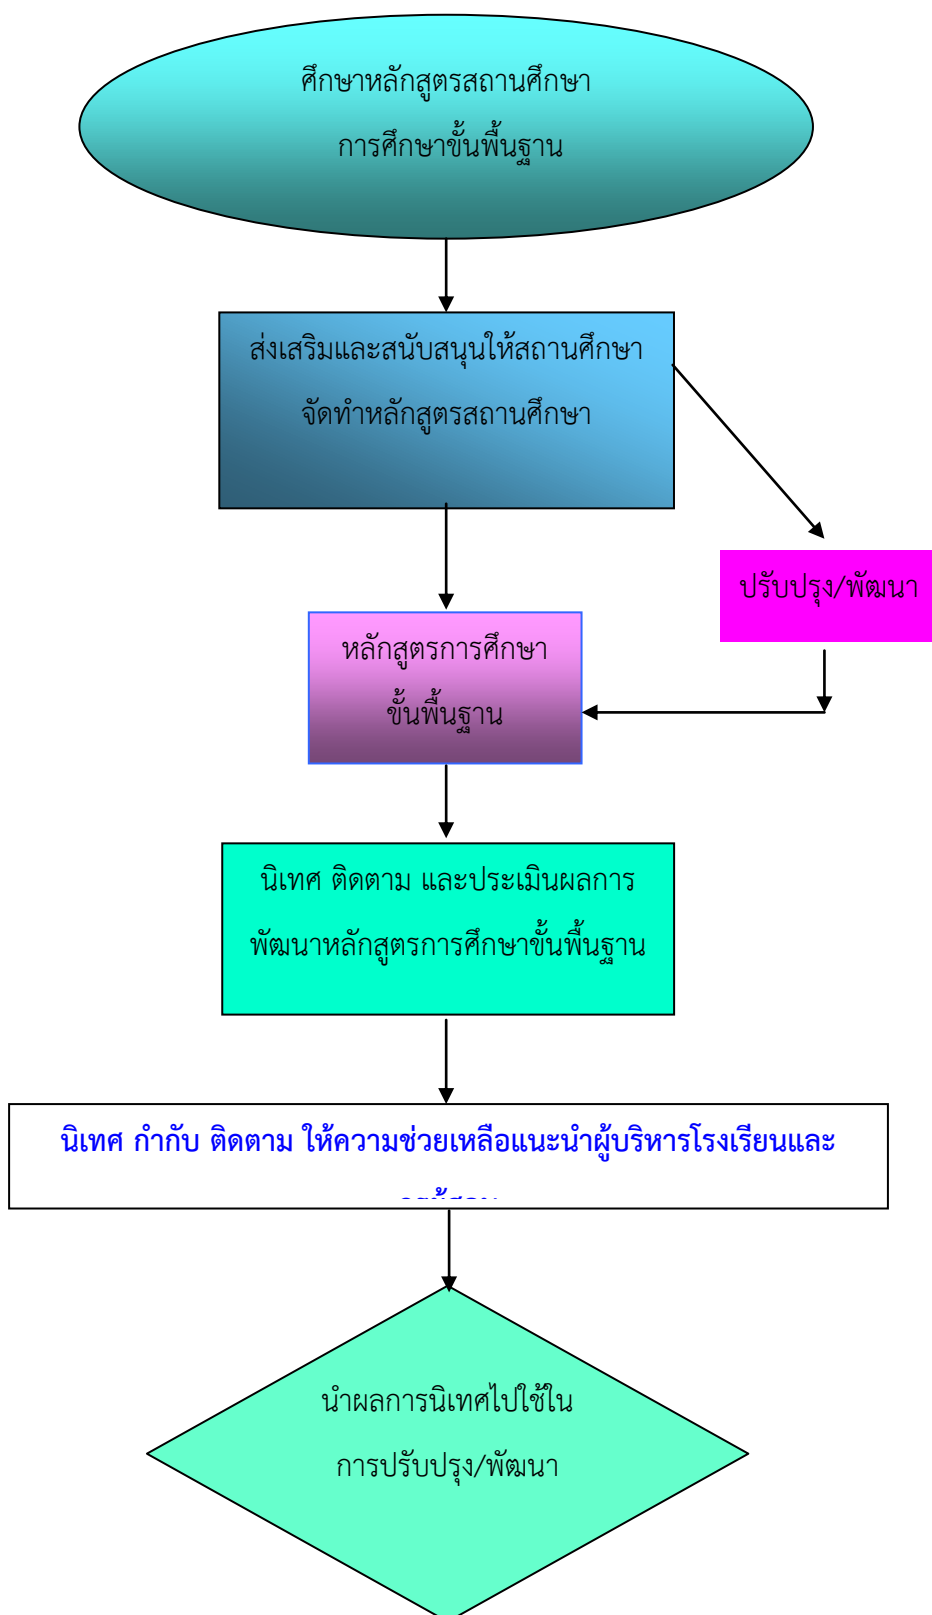 ศึกษาหลักสูตรสถานศึกษา
การศึกษาขั้นพื้นฐาน
ส่งเสริมและสนับสนุนให้สถานศึกษา
จัดทำหลักสูตรสถานศึกษา
ปรับปรุง/พัฒนา
หลักสูตรการศึกษา
ขั้นพื้นฐาน
นิเทศ ติดตาม และประเมินผลการ
พัฒนาหลักสูตรการศึกษาขั้นพื้นฐาน
นิเทศ กำกับ ติดตาม ให้ความช่วยเหลือแนะนำผู้บริหารโรงเรียนและ
นำผลการนิเทศไปใช้ใน
การปรับปรุง/พัฒนา